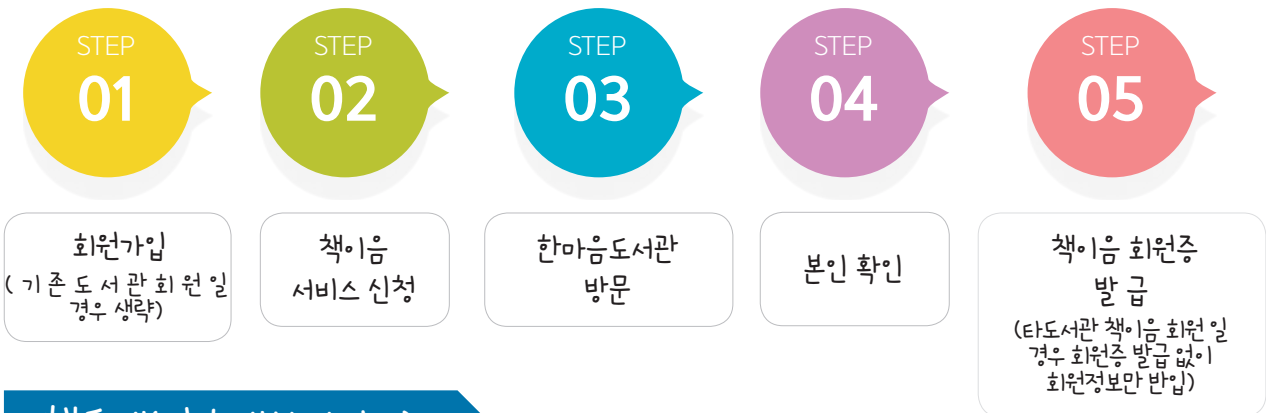 STEP
01
STEP
02
STEP
03
STEP
04
STEP
05
회원가입
(기존도서관회원일
경우 생략)
책이음
서비스 신청
한마음도서관
방문
본인 확인
책이음 회원증
발급
(타도서관 책이음 회원일
경우 회원증 발급 없이
회원정보만 반입)